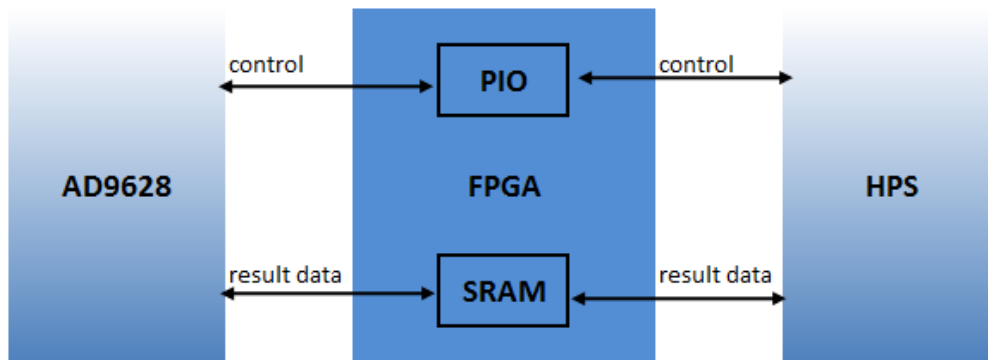 control
PIO
control
AD9628
FPGA
HPS
result data
SRAM
result data